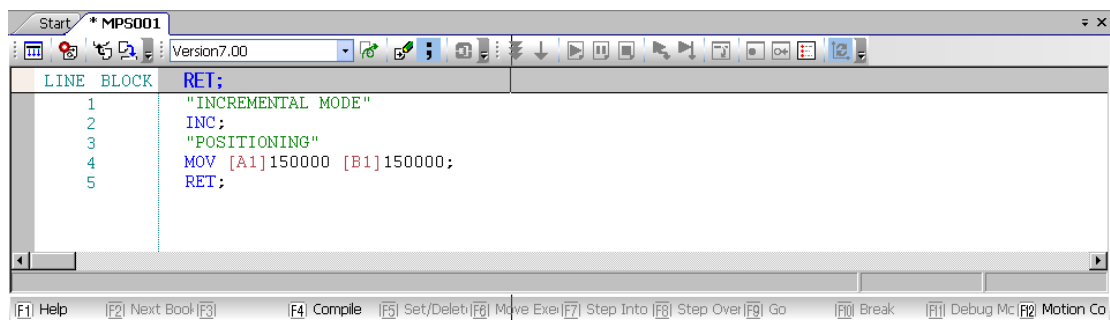 Start * MPS001
Version7.00
LINE BLOCK RET;
1 "INCREMENTAL MODE"
2 INC;
3 "POSITIONING"
4 MOV [A1]150000 [B1]150000;
5 RET;
F1 Help F2 Next Book F3 F4 Compile F5 Set/Delet F6 Move Exe F7 Step Into F8 Step Over F9 Go F10 Break F11 Debug Mc F12 Motion Co